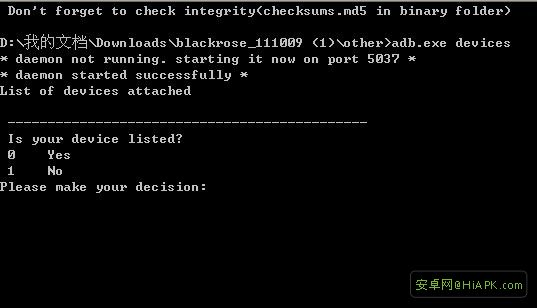 Don't forget to check integrity(checksums.md5 in binary folder)
D:\我的文档\Downloads\blackrose_111009 (1)\other>adb.exe devices
* daemon not running. starting it now on port 5037 *
* daemon started successfully *
List of devices attached
---------------------------------------------
Is your device listed?
0 Yes
1 No
Please make your decision:
安卓网@HiAPK.com